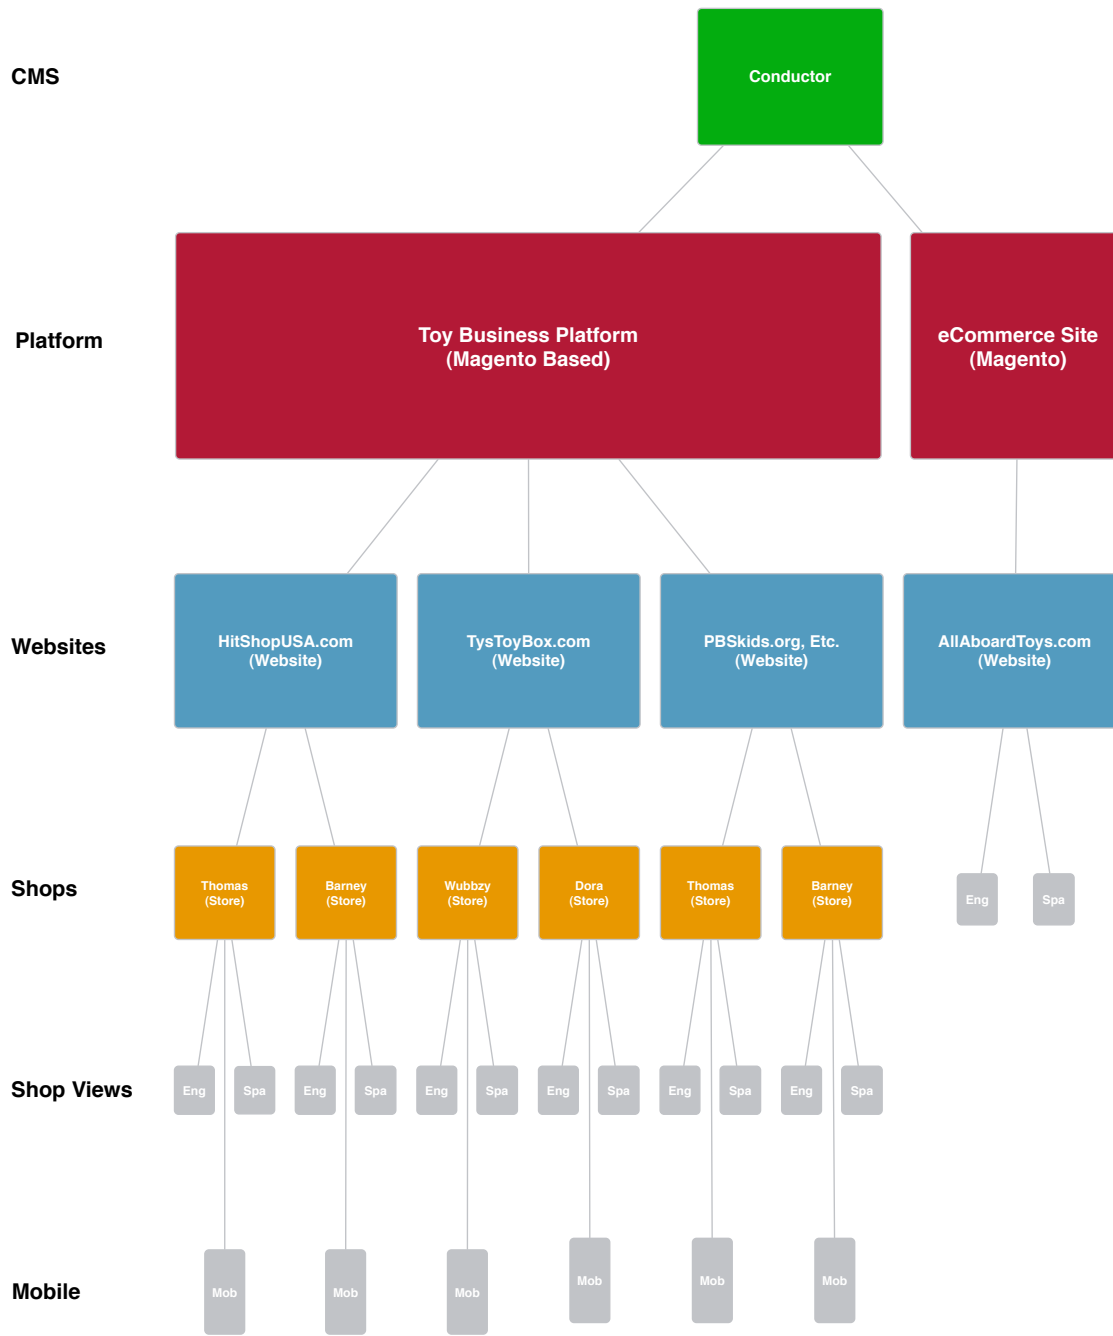 CMS
Conductor
Platform
Toy Business Platform
(Magento Based)
eCommerce Site
(Magento)
Websites
HitShopUSA.com
(Website)
TysToyBox.com
(Website)
PBSkids.org, Etc.
(Website)
AllAboardToys.com
(Website)
Shops
Thomas
(Store)
Barney
(Store)
Wubbzy
(Store)
Dora
(Store)
Thomas
(Store)
Barney
(Store)
Eng
Spa
Shop Views
Eng
Spa
Eng
Spa
Eng
Spa
Eng
Spa
Eng
Spa
Eng
Spa
Mobile
Mob
Mob
Mob
Mob
Mob
Mob